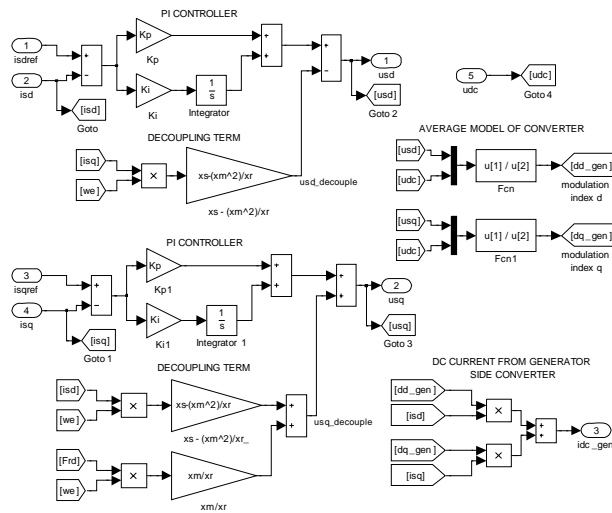 PI CONTROLLER
1
isdref
+
−
2
isd
Kp
Kp
Ki
Ki
1
s
Integrator
+
+
+
−
1
usd
[isd]
Goto
[usd]
Goto 2
DECOUPLING TERM
[isq]
[we]
×
xs-(xm^2)/xr
xs - (xm^2)/xr
usd_decouple
PI CONTROLLER
3
isqref
+
−
4
isq
Kp
Kp1
Ki
Ki1
1
s
Integrator 1
+
+
+
+
2
usq
[isq]
Goto 1
[usq]
Goto 3
DECOUPLING TERM
[isd]
[we]
×
xs-(xm^2)/xr
xs - (xm^2)/xr_
+
+
usq_decouple
[Frd]
[we]
×
xm/xr
xm/xr
5
udc
[udc]
Goto 4
AVERAGE MODEL OF CONVERTER
[usd]
[udc]
u[1] / u[2]
Fcn
[dd_gen]
modulation
index d
[usq]
[udc]
u[1] / u[2]
Fcn1
[dq_gen]
modulation
index q
DC CURRENT FROM GENERATOR
SIDE CONVERTER
[dd_gen]
[isd]
×
[dq_gen]
[isq]
×
+
+
3
idc_gen